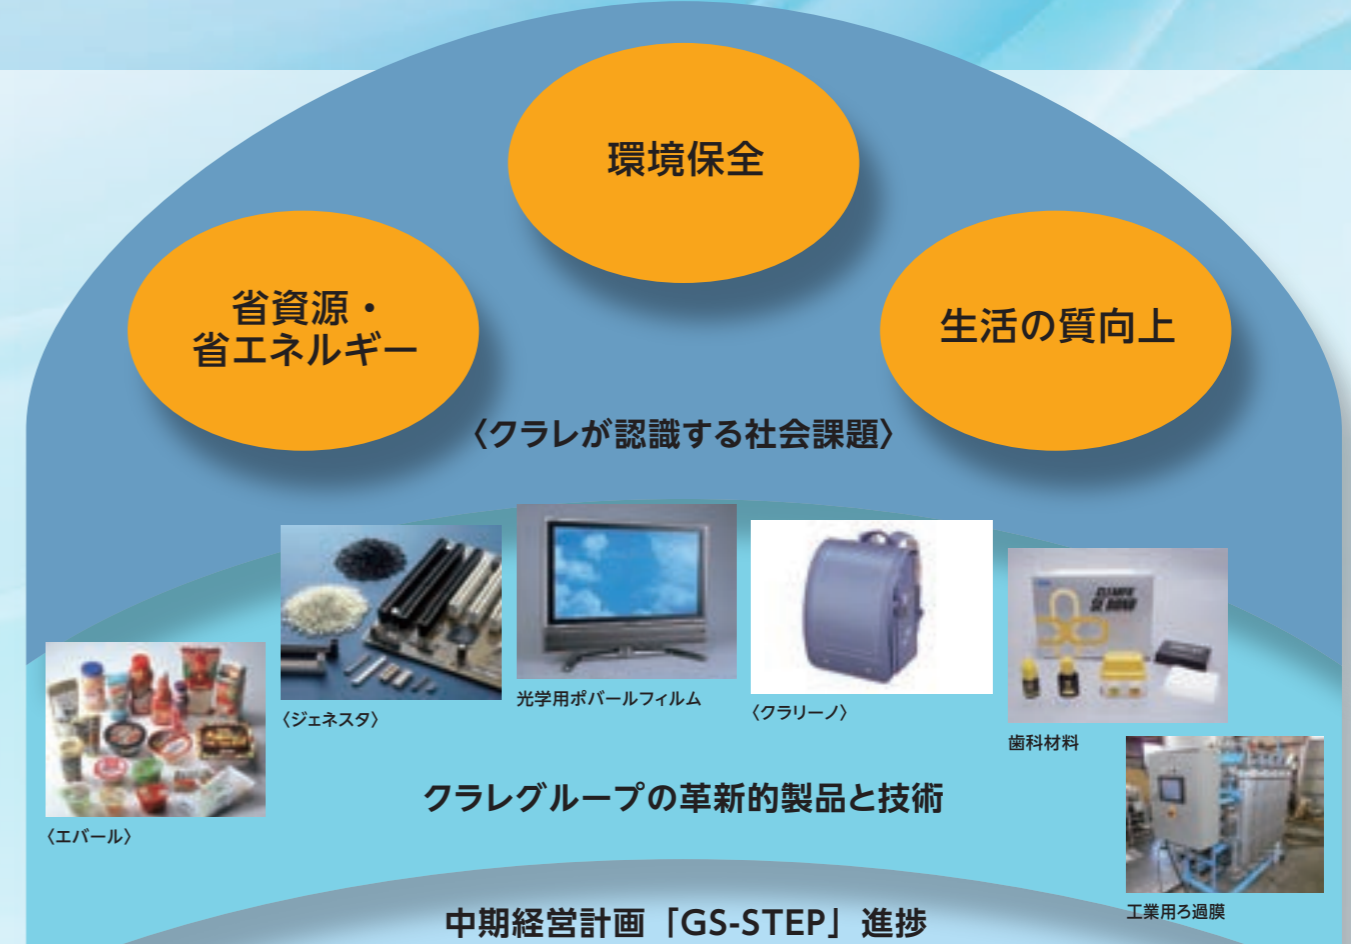 環境保全
省資源・
省エネルギー
生活の質向上
〈クラレが認識する社会課題〉
CLEARFIL
SE BOND
〈ジェネスタ〉
光学用ポバールフィルム
〈クラリーノ〉
歯科材料
〈エバール〉
クラレグループの革新的製品と技術
工業用ろ過膜
中期経営計画「GS-STEP」進捗